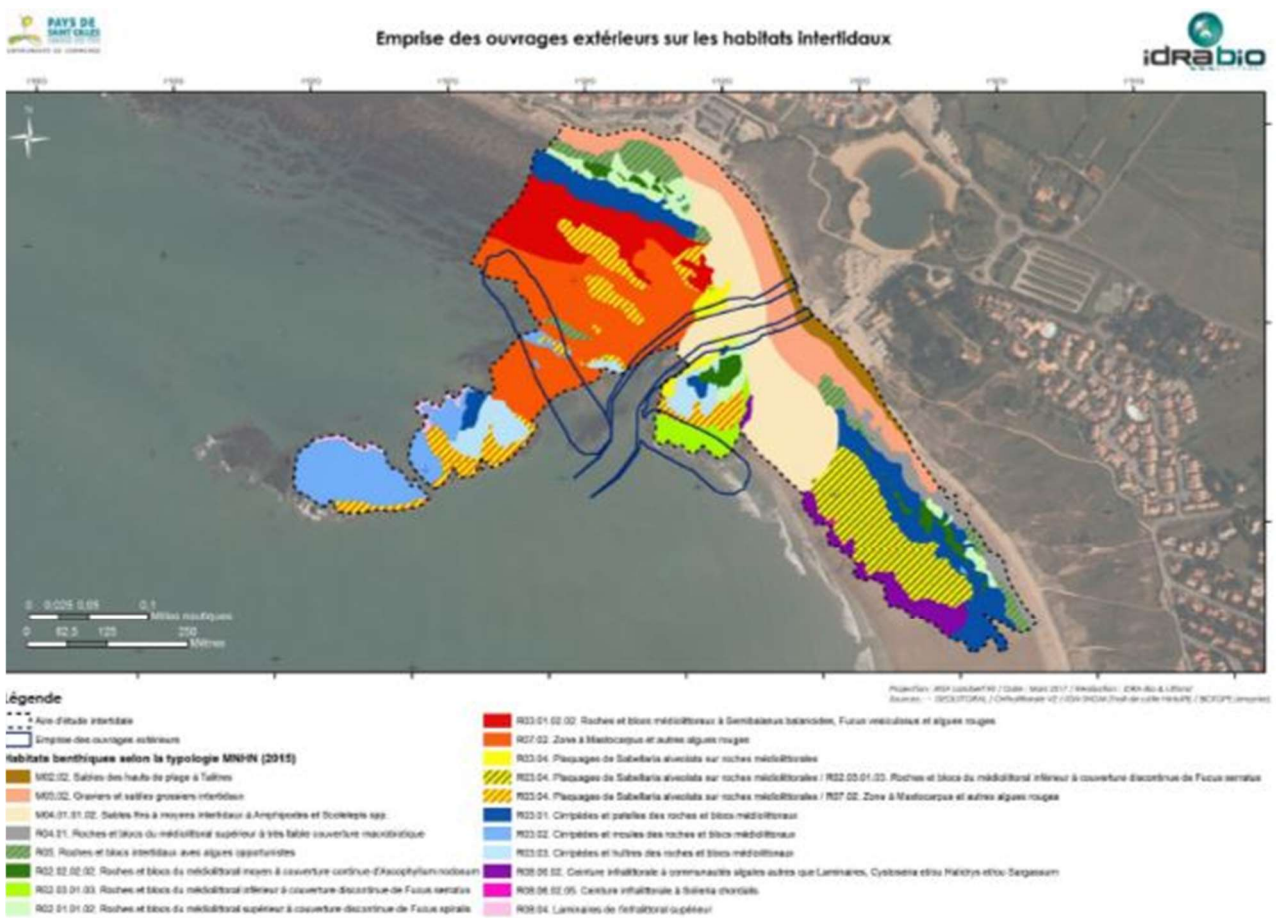 PAYS DE
SAINT GILLES
Emprise des ouvrages extérieurs sur les habitats intertidaux
idrabio
0 0,025 0,05 0,1
Milles nautiques
0 62,5 125 250
Mètres
Légende
Aire d'étude intertidale
Emprise des ouvrages extérieurs
Habitats benthiques selon la typologie MNHN (2015)
M02.02. Sables des hauts de plage à Talitres
M03.02. Graviers et sables grossiers intertidaux
M04.01.01.02. Sables fins à moyens intertidaux à Amphipodes et Scolelepis spp.
R04.01. Roches et blocs du médiolittoral supérieur à très faible couverture macrobiotique
R05. Roches et blocs intertidaux avec algues opportunistes
R02.02.02.02. Roches et blocs du médiolittoral moyen à couverture continue d'Ascophyllum nodosum
R02.03.01.03. Roches et blocs du médiolittoral inférieur à couverture discontinue de Fucus serratus
R02.01.01.02. Roches et blocs du médiolittoral supérieur à couverture discontinue de Fucus spiralis
R03.01.02.02. Roches et blocs médiolittoraux à Semibalanus balanoides, Fucus vesiculosus et algues rouges
R07.02. Zone à Mastocarpus et autres algues rouges
R03.04. Plaquages de Sabellaria alveolata sur roches médiolittorales
R03.04. Plaquages de Sabellaria alveolata sur roches médiolittorales / R02.03.01.03. Roches et blocs du médiolittoral inférieur à couverture discontinue de Fucus serratus
R03.04. Plaquages de Sabellaria alveolata sur roches médiolittorales / R07.02. Zone à Mastocarpus et autres algues rouges
R03.01. Cirripèdes et patelles des roches et blocs médiolittoraux
R03.02. Cirripèdes et moules des roches et blocs médiolittoraux
R03.03. Cirripèdes et huîtres des roches et blocs médiolittoraux
R08.06.02. Ceinture infralittorale à communautés algales autres que Laminaires, Cystoseira et/ou Halidrys et/ou Sargassum
R08.06.02.05. Ceinture infralittorale à Solieria chordalis
R08.04. Laminaires de l'infralittoral supérieur